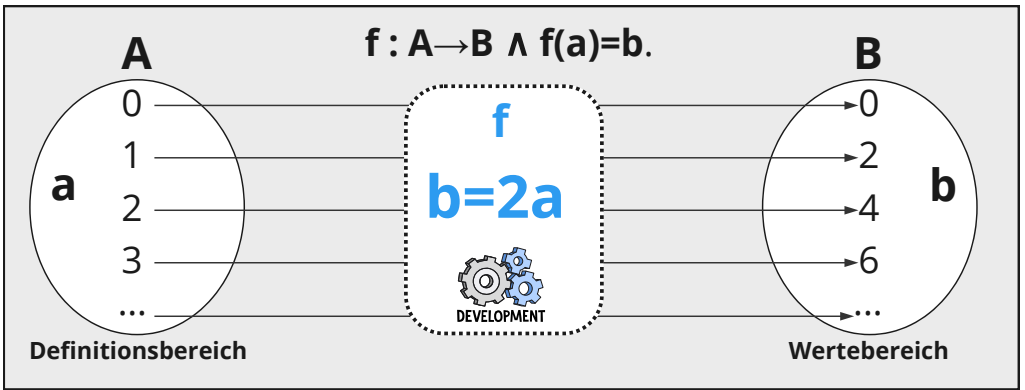 f : A→B ∧ f(a)=b.
A
B
0
0
f
1
2
a
b
b=2a
2
4
3
6
DEVELOPMENT
...
...
Definitionsbereich
Wertebereich